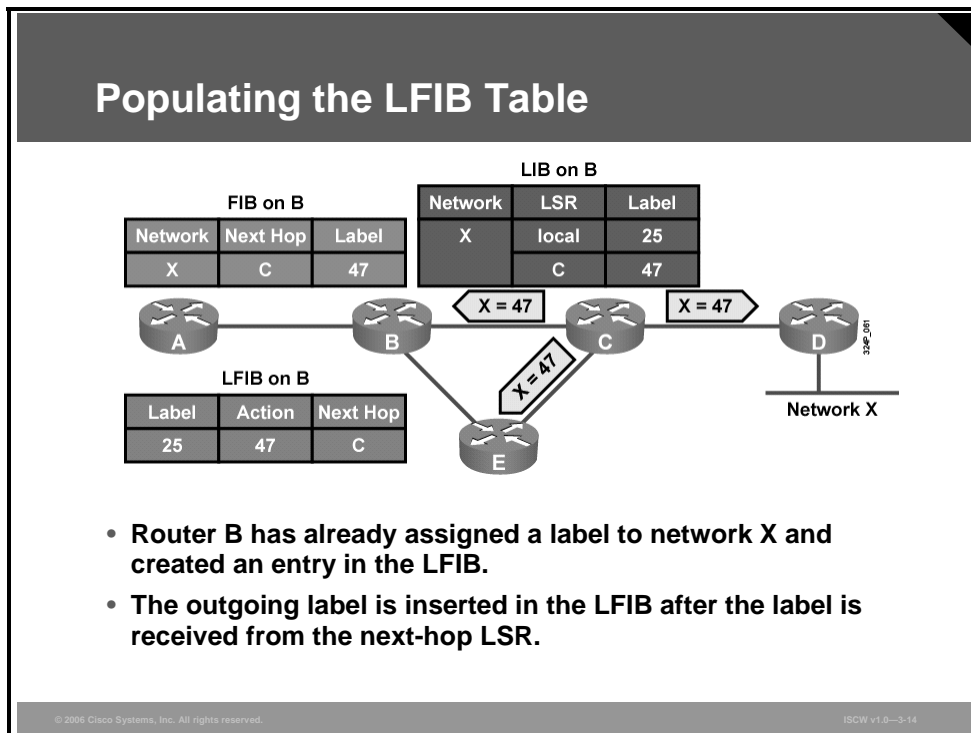 Populating the LFIB Table
LIB on B
Network LSR Label
X local 25
C 47
FIB on B
Network Next Hop Label
X C 47
X = 47
X = 47
A
B
C
D
324P_061
X = 47
E
Network X
LFIB on B
Label Action Next Hop
25 47 C
• Router B has already assigned a label to network X and
created an entry in the LFIB.
• The outgoing label is inserted in the LFIB after the label is
received from the next-hop LSR.
© 2006 Cisco Systems, Inc. All rights reserved.
ISCW v1.0—3-14